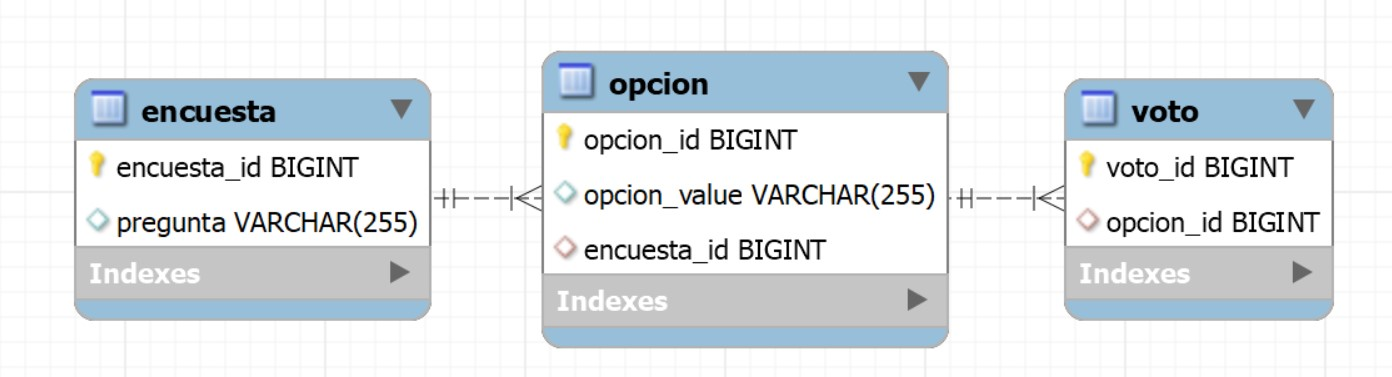 encuesta
encuesta_id BIGINT
pregunta VARCHAR(255)
Indexes
opcion
opcion_id BIGINT
opcion_value VARCHAR(255)
encuesta_id BIGINT
Indexes
voto
voto_id BIGINT
opcion_id BIGINT
Indexes